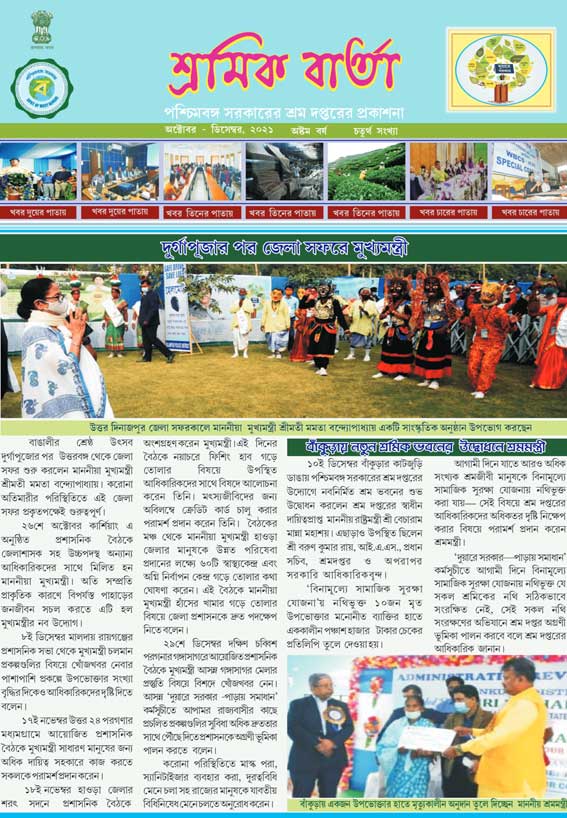 শ্রমিক বার্তা
পশ্চিমবঙ্গ সরকারের শ্রম দপ্তরের প্রকাশনা
অক্টোবর - ডিসেম্বর, ২০২১ অষ্টম বর্ষ চতুর্থ সংখ্যা
খবর দুয়ের পাতায় খবর দুয়ের পাতায় খবর তিনের পাতায় খবর তিনের পাতায় খবর তিনের পাতায় খবর চারের পাতায় খবর চারের পাতায়
দুর্গাপূজার পর জেলা সফরে মুখ্যমন্ত্রী
উত্তর দিনাজপুর জেলা সফরকালে মাননীয়া মুখ্যমন্ত্রী শ্রীমতী মমতা বন্দ্যোপাধ্যায় একটি সাংস্কৃতিক অনুষ্ঠান উপভোগ করছেন
বাঙালীর শ্রেষ্ঠ উৎসব
দুর্গাপুজোর পর উত্তরবঙ্গ থেকে জেলা
সফর শুরু করলেন মাননীয়া মুখ্যমন্ত্রী
শ্রীমতী মমতা বন্দ্যোপাধ্যায়। করোনা
অতিমারীর পরিস্থিতিতে এই জেলা
সফর প্রকৃতপক্ষেই গুরুত্বপূর্ণ।
২৬শে অক্টোবর কার্শিয়াং এ
অনুষ্ঠিত প্রশাসনিক বৈঠকে
জেলাশাসক সহ উচ্চপদস্থ অন্যান্য
আধিকারিকদের সাথে মিলিত হন
মাননীয়া মুখ্যমন্ত্রী। অতি সম্প্রতি
প্রাকৃতিক কারণে বিপর্যস্ত পাহাড়ের
জনজীবন সচল করতে এটি হল
মুখ্যমন্ত্রীর নব উদ্যোগ।
৮ই ডিসেম্বর মালদায় রায়গঞ্জের
প্রশাসনিক সভা থেকে মুখ্যমন্ত্রী চলমান
প্রকল্পগুলির বিষয়ে খোঁজখবর নেবার
পাশাপাশি প্রকল্পে উপভোক্তার সংখ্যা
বৃদ্ধির দিকেও আধিকারিকদের দৃষ্টি দিতে
বলেন।
১৭ই নভেম্বর উত্তর ২৪ পরগণার
মধ্যমগ্রামে আয়োজিত প্রশাসনিক
বৈঠকে মুখ্যমন্ত্রী সাধারণ মানুষের জন্য
অধিক দায়িত্ব সহকারে কাজ করতে
সকলকে পরামর্শ প্রদান করেন।
১৮ই নভেম্বর হাওড়া জেলার
শরৎ সদনে প্রশাসনিক বৈঠকে
অংশগ্রহণ করেন মুখ্যমন্ত্রী। এই দিনের
বৈঠকে নয়াচরে ফিশিং হাব গড়ে
তোলার বিষয়ে উপস্থিত
আধিকারিকদের সাথে বিষদে আলোচনা
করেন তিনি। মৎস্যজীবিদের জন্য
অবিলম্বে ক্রেডিট কার্ড চালু করার
পরামর্শ প্রদান করেন তিনি। বৈঠকের
মঞ্চ থেকে মাননীয়া মুখ্যমন্ত্রী হাওড়া
জেলার মানুষকে উন্নত পরিষেবা
প্রদানের লক্ষ্যে ৬০টি স্বাস্থ্যকেন্দ্র এবং
অগ্নি নির্বাপন কেন্দ্র গড়ে তোলার কথা
ঘোষণা করেন। এই বৈঠকে মাননীয়া
মুখ্যমন্ত্রী হাঁসের খামার গড়ে তোলার
বিষয়ে জেলা প্রশাসনকে দ্রুত পদক্ষেপ
নিতে বলেন।
২৯শে ডিসেম্বর দক্ষিণ চব্বিশ
পরগনার গঙ্গাসাগরে আয়োজিত প্রশাসনিক
বৈঠকে মুখ্যমন্ত্রী আসন্ন গঙ্গাসাগর মেলার
প্রস্তুতি বিষয়ে বিশদে খোঁজখবর নেন।
আসন্ন 'দুয়ারে সরকার -পাড়ায় সমাধান'
কর্মসূচীতে আপামর রাজ্যবাসীর কাছে
প্রচলিত প্রকল্পগুলির সুবিধা অধিক দ্রুততার
সাথে পৌঁছে দিতে প্রশাসনকে অগ্রণী ভূমিকা
পালন করতে বলেন।
করোনা পরিস্থিতিতে মাস্ক পরা,
স্যানিটাইজার ব্যবহার করা, দূরত্ববিধি
মেনে চলা সহ রাজ্যের মানুষকে যাবতীয়
বিধিনিষেধ মেনে চলতে অনুরোধ করেন।
বাঁকুড়ায় নতুন শ্রমিক ভবনের উদ্বোধনে শ্রমমন্ত্রী
১০ই ডিসেম্বর বাঁকুড়ার কাটজুড়ি
ডাঙায় পশ্চিমবঙ্গ সরকারের শ্রম দপ্তরের
উদ্যোগে নবনির্মিত শ্রম ভবনের শুভ
উদ্বোধন করলেন শ্রম দপ্তরের স্বাধীন
দায়িত্বপ্রাপ্ত মাননীয় রাষ্ট্রমন্ত্রী শ্রী বেচারাম
মান্না মহাশয়। এছাড়াও উপস্থিত ছিলেন
শ্রী বরুণ কুমার রায়, আই.এ.এস., প্রধান
সচিব, শ্রমদপ্তর ও অপরাপর
সরকারি আধিকারিকবৃন্দ।
'বিনামূল্যে সামাজিক সুরক্ষা
যোজনা'য় নথিভুক্ত ১০জন মৃত
উপভোক্তার মনোনীত ব্যাক্তির হাতে
এককালীন পঞ্চাশ হাজার টাকার চেকের
প্রতিলিপি তুলে দেওয়া হয়।
আগামী দিনে যাতে আরও অধিক
সংখ্যক শ্রমজীবী মানুষকে বিনামূল্যে
সামাজিক সুরক্ষা যোজনায় নথিভুক্ত
করা যায়— সেই বিষয়ে শ্রম দপ্তরের
আধিকারিকদের অধিকতর দৃষ্টি নিক্ষেপ
করার বিষয়ে পরামর্শ প্রদান করেন
শ্রমমন্ত্রী।
'দুয়ারে সরকার—পাড়ায় সমাধান'
কর্মসূচীতে আগামী দিনে বিনামূল্যে
সামাজিক সুরক্ষা যোজনায় নথিভুক্ত যে
সকল শ্রমিকের নথি সঠিকভাবে
সংরক্ষিত নেই, সেই সকল নথি
সংরক্ষণের অভিযানে শ্রম দপ্তর অগ্রণী
ভূমিকা পালন করবে বলে শ্রম দপ্তরের
আধিকারিক জানান।
ADMINISTRATIVE REV
বাঁকুড়ায় একজন উপভোক্তার হাতে মৃত্যুকালীন অনুদান তুলে দিচ্ছেন মাননীয় শ্রমমন্ত্রী